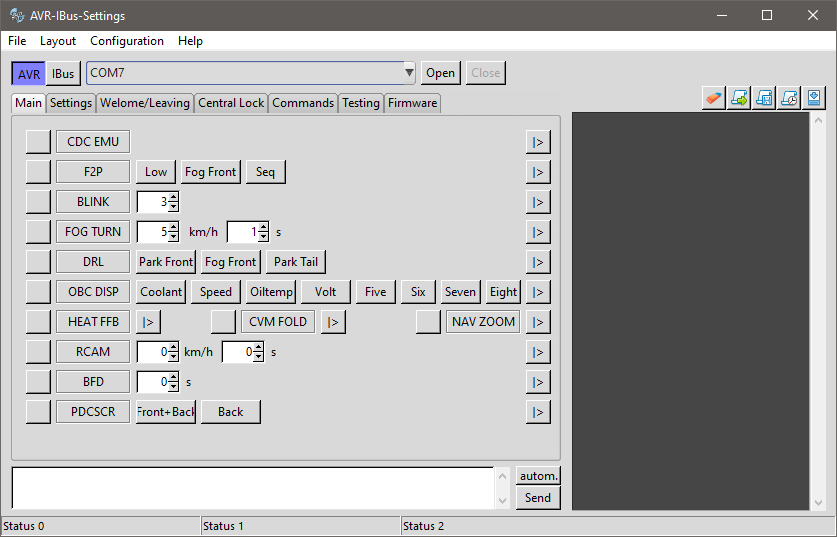 AVR-IBus-Settings
File Layout Configuration Help
AVR IBus COM7 Open Close
Main Settings Welome/Leaving Central Lock Commands Testing Firmware
CDC EMU |>
F2P Low Fog Front Seq |>
BLINK 3 |>
FOG TURN 5 km/h 1 s |>
DRL Park Front Fog Front Park Tail |>
OBC DISP Coolant Speed Oiltemp Volt Five Six Seven Eight |>
HEAT FFB |> CVM FOLD |> NAV ZOOM |>
RCAM 0 km/h 0 s |>
BFD 0 s |>
PDCSCR Front+Back Back |>
autom.
Send
Status 0 Status 1 Status 2